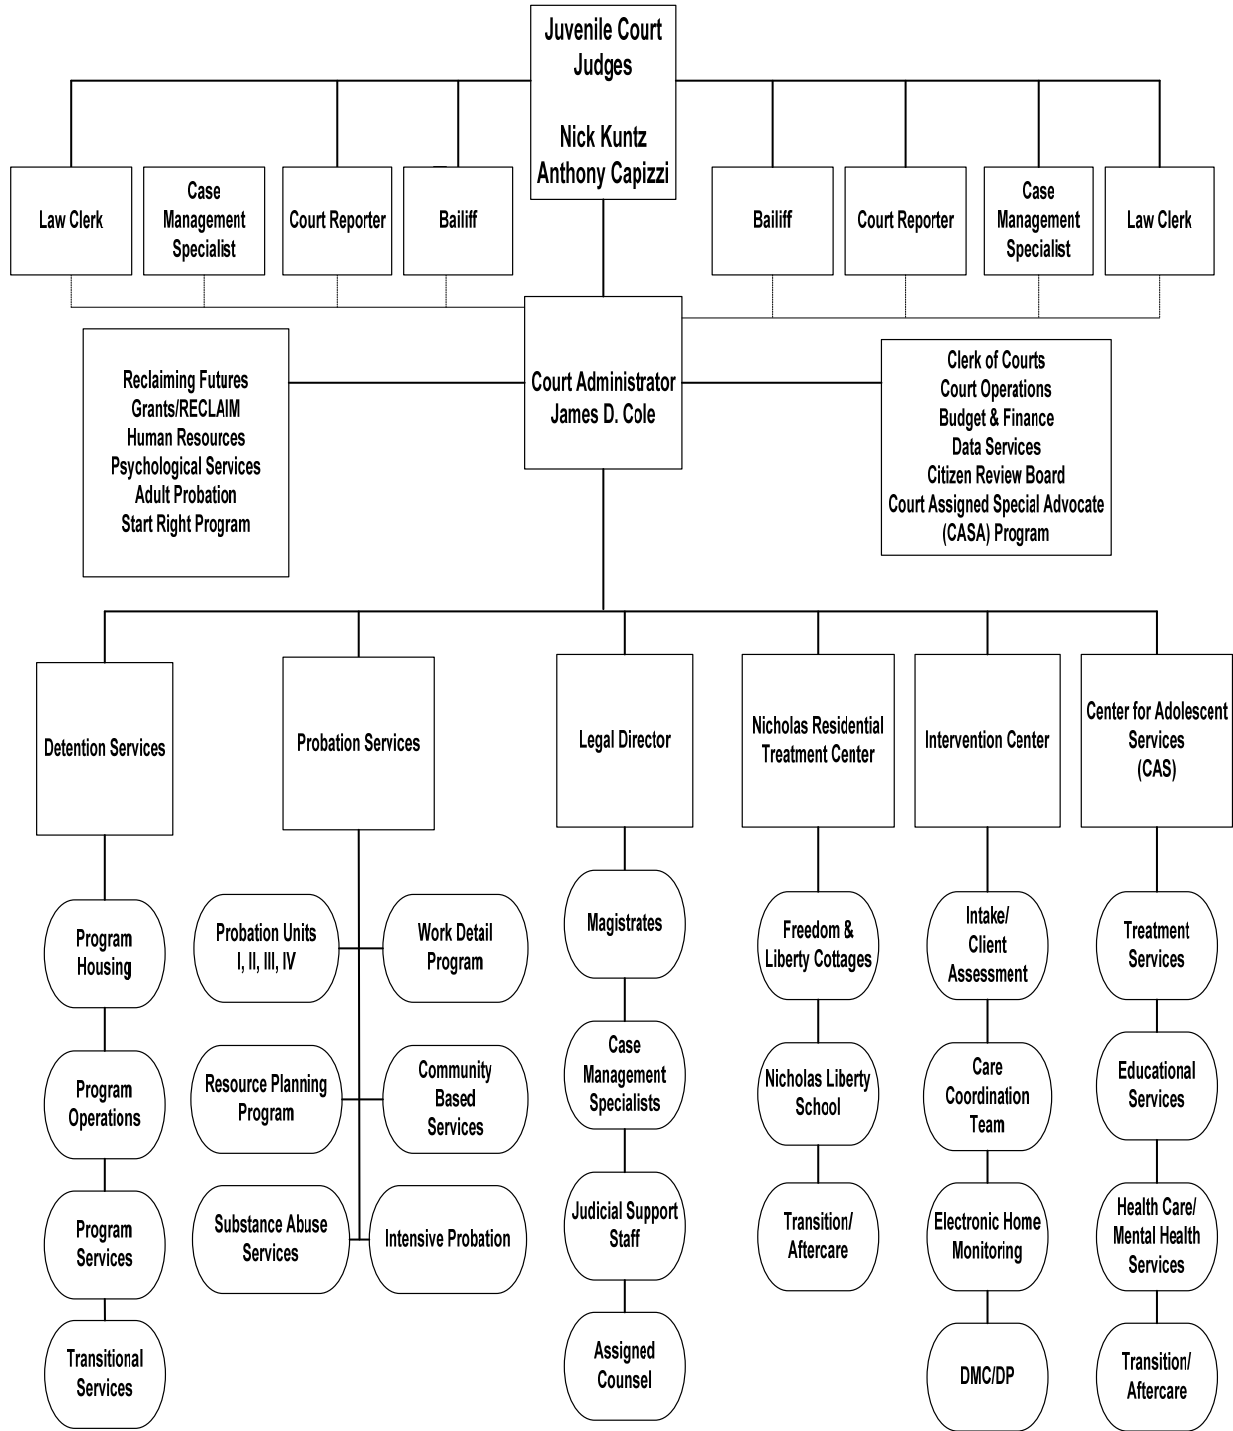 Juvenile Court
Judges
Nick Kuntz
Anthony Capizzi
Law Clerk
Case
Management
Specialist
Court Reporter
Bailiff
Bailiff
Court Reporter
Case
Management
Specialist
Law Clerk
Reclaiming Futures
Grants/RECLAIM
Human Resources
Psychological Services
Adult Probation
Start Right Program
Court Administrator
James D. Cole
Clerk of Courts
Court Operations
Budget & Finance
Data Services
Citizen Review Board
Court Assigned Special Advocate
(CASA) Program
Detention Services
Probation Services
Legal Director
Nicholas Residential
Treatment Center
Intervention Center
Center for Adolescent
Services
(CAS)
Program
Housing
Program
Operations
Program
Services
Transitional
Services
Probation Units
I, II, III, IV
Work Detail
Program
Resource Planning
Program
Community
Based
Services
Substance Abuse
Services
Intensive Probation
Magistrates
Case
Management
Specialists
Judicial Support
Staff
Assigned
Counsel
Freedom &
Liberty Cottages
Nicholas Liberty
School
Transition/
Aftercare
Intake/
Client
Assessment
Care
Coordination
Team
Electronic Home
Monitoring
DMC/DP
Treatment
Services
Educational
Services
Health Care/
Mental Health
Services
Transition/
Aftercare